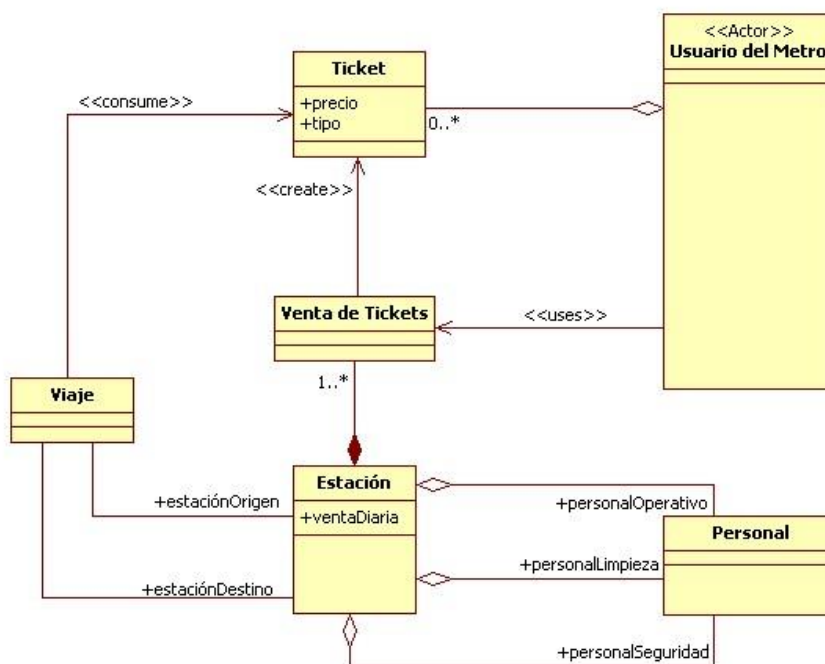 <<Actor>>
Usuario del Metro
Ticket
+precio
+tipo
0..*
<<consume>>
<<create>>
Venta de Tickets
<<uses>>
1..*
Viaje
Estación
+ventaDiaria
+estaciónOrigen
+estaciónDestino
+personalOperativo
Personal
+personalLimpieza
+personalSeguridad